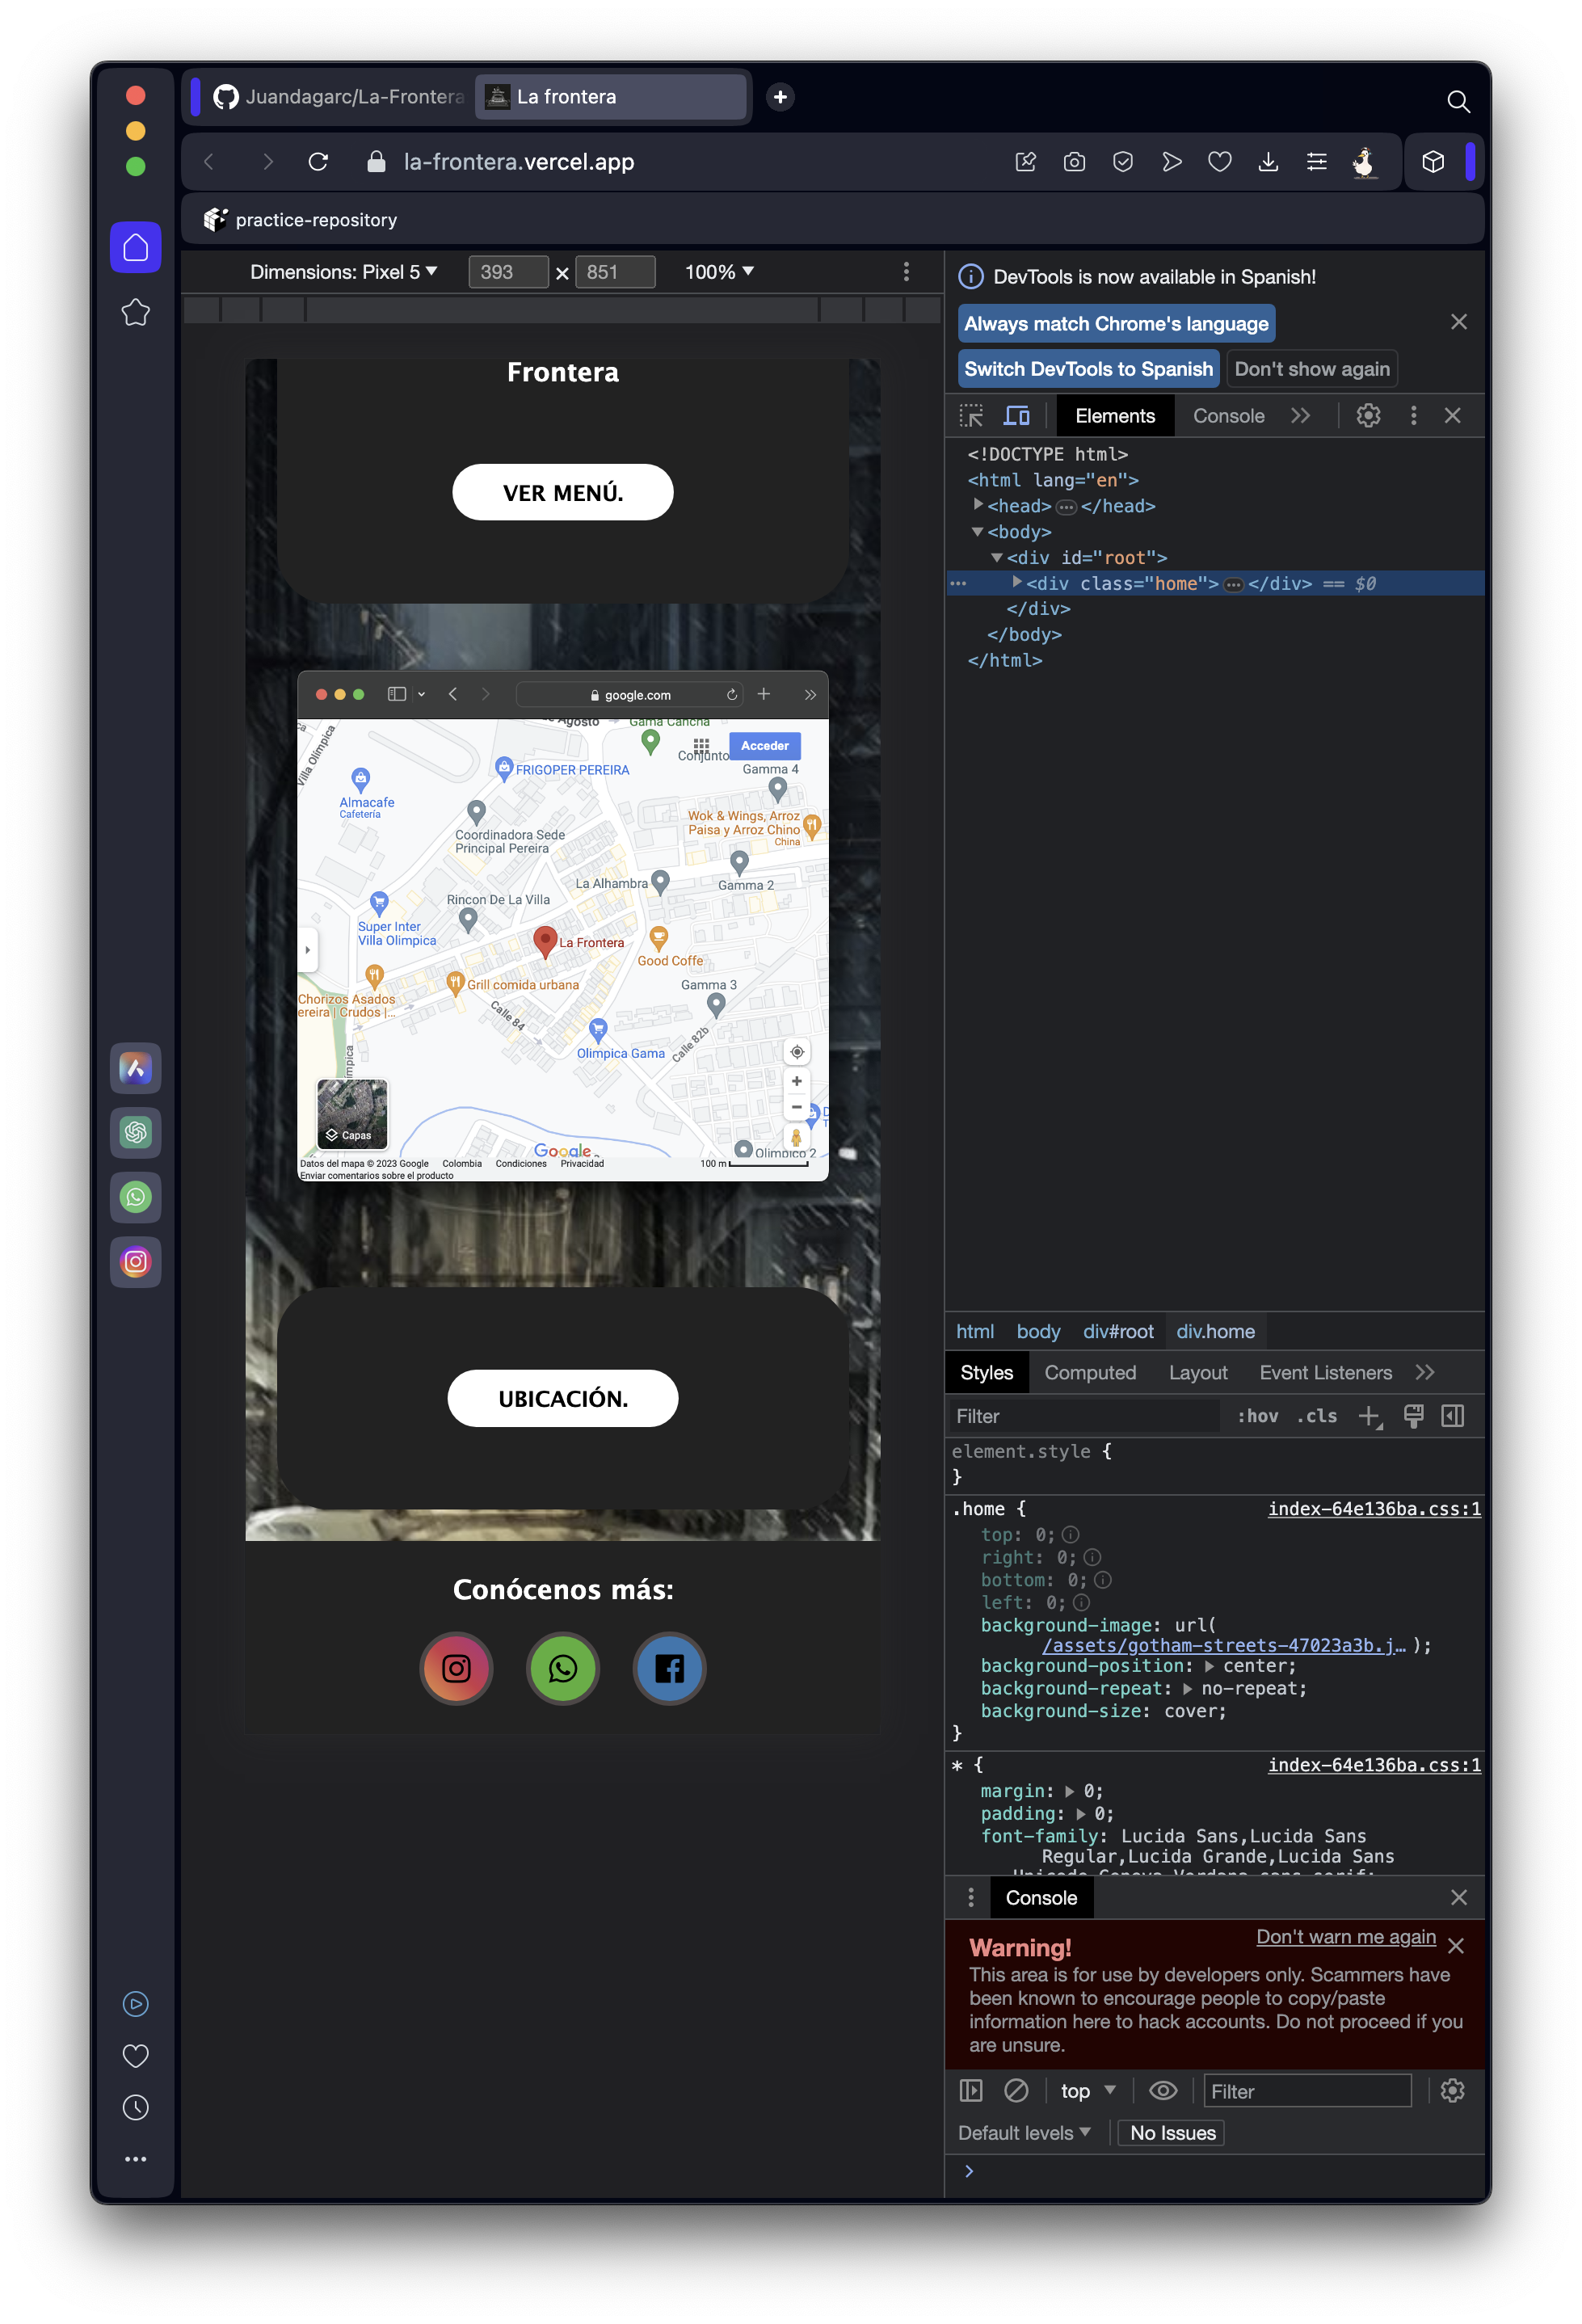 Juandagarc/La-Frontera
La frontera
la-frontera.vercel.app
practice-repository
Dimensions: Pixel 5 393 × 851 100%
Frontera
VER MENÚ.
google.com
Agosto
Gama Cancha
Villa Olímpica
Acceder
Conjunto
Gamma 4
FRIGOPER PEREIRA
Almacafe
Cafetería
Wok & Wings, Arroz
Paisa y Arroz Chino
China
Coordinadora Sede
Principal Pereira
La Alhambra
Gamma 2
Rincon De La Villa
Super Inter
Villa Olimpica
La Frontera
Good Coffe
Grill comida urbana
Gamma 3
Chorizos Asados
ereira | Crudos |...
Calle 84
Olimpica Gama
Calle 82b
ímpica
Capas
Google
Olimpico 2
Datos del mapa © 2023 Google Colombia Condiciones Privacidad 100 m
Enviar comentarios sobre el producto
UBICACIÓN.
Conócenos más:
DevTools is now available in Spanish!
Always match Chrome's language
Switch DevTools to Spanish Don't show again
Elements Console
<!DOCTYPE html>
<html lang="en">
<head> ••• </head>
<body>
<div id="root">
••• <div class="home"> ••• </div> == $0
</div>
</body>
</html>
html body div#root div.home
Styles Computed Layout Event Listeners
Filter :hov .cls
element.style {
}
.home { index-64e136ba.css:1
top: 0;
right: 0;
bottom: 0;
left: 0;
background-image: url(
/assets/gotham-streets-47023a3b.j… );
background-position: center;
background-repeat: no-repeat;
background-size: cover;
}
* { index-64e136ba.css:1
margin: 0;
padding: 0;
font-family: Lucida Sans,Lucida Sans
Regular,Lucida Grande,Lucida Sans
Unicode,Geneva,Verdana,sans-serif;
Console
Warning! Don't warn me again
This area is for use by developers only. Scammers have
been known to encourage people to copy/paste
information here to hack accounts. Do not proceed if you
are unsure.
top Filter
Default levels No Issues